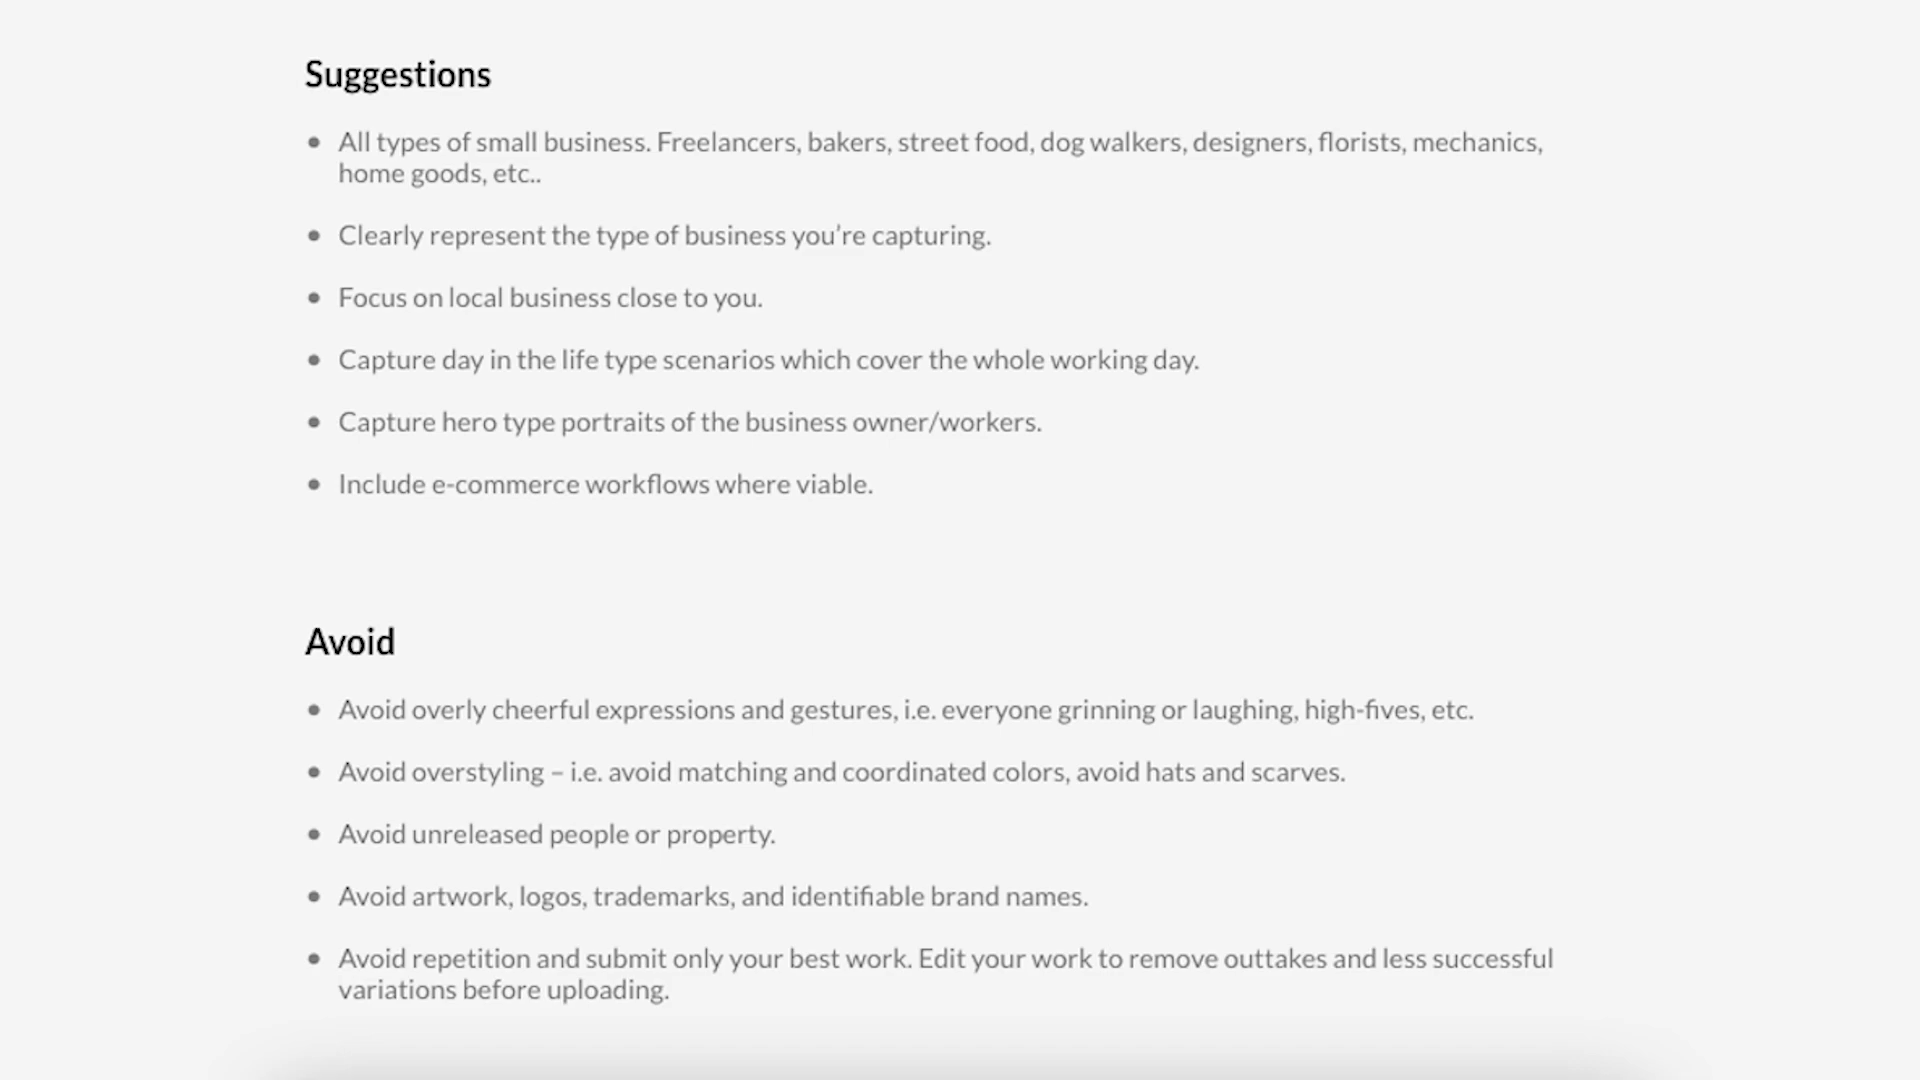 Suggestions
All types of small business. Freelancers, bakers, street food, dog walkers, designers, florists, mechanics,
home goods, etc..
Clearly represent the type of business you’re capturing.
Focus on local business close to you.
Capture day in the life type scenarios which cover the whole working day.
Capture hero type portraits of the business owner/workers.
Include e-commerce workflows where viable.
Avoid
Avoid overly cheerful expressions and gestures, i.e. everyone grinning or laughing, high-fives, etc.
Avoid overstyling – i.e. avoid matching and coordinated colors, avoid hats and scarves.
Avoid unreleased people or property.
Avoid artwork, logos, trademarks, and identifiable brand names.
Avoid repetition and submit only your best work. Edit your work to remove outtakes and less successful
variations before uploading.